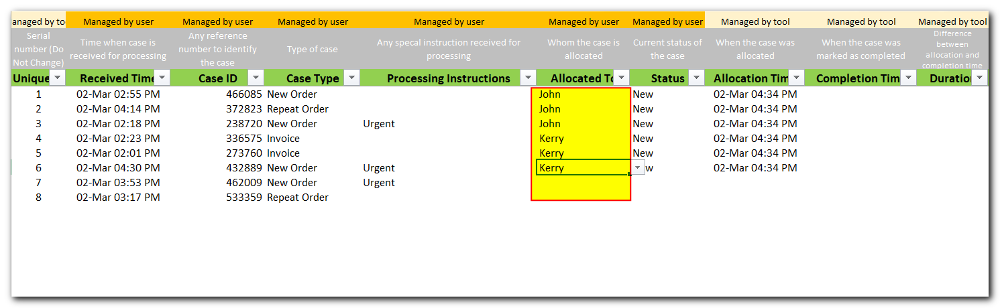 anaged by too Managed by user Managed by user Managed by user Managed by user Managed by user Managed by user Managed by tool Managed by tool Managed by tool
Serial number (Do Not Change) Time when case is received for processing Any reference number to identify the case Type of case Any specal instruction received for processing Whom the case is allocated Current status of the case When the case was allocated When the case was marked as completed Difference between allocation and completion time
Unique Received Time Case ID Case Type Processing Instructions Allocated To Status Allocation Tim Completion Tim Duration
1 02-Mar 02:55 PM 466085 New Order John New 02-Mar 04:34 PM
2 02-Mar 04:14 PM 372823 Repeat Order John New 02-Mar 04:34 PM
3 02-Mar 02:18 PM 238720 New Order Urgent John New 02-Mar 04:34 PM
4 02-Mar 02:23 PM 336575 Invoice Kerry New 02-Mar 04:34 PM
5 02-Mar 02:01 PM 273760 Invoice Kerry New 02-Mar 04:34 PM
6 02-Mar 04:30 PM 432889 New Order Urgent Kerry w 02-Mar 04:34 PM
7 02-Mar 03:53 PM 462009 New Order Urgent
8 02-Mar 03:17 PM 533359 Repeat Order